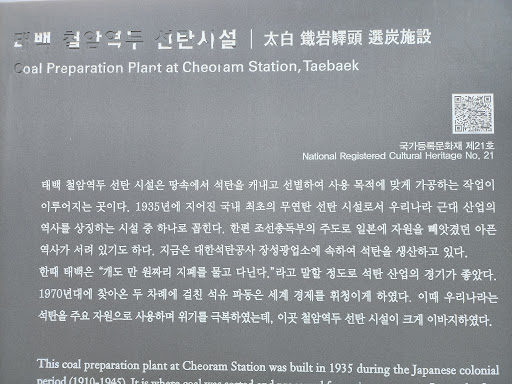 태백 철암역두 선탄시설 | 太白 鐵岩驛頭 選炭施設
Coal Preparation Plant at Cheoram Station, Taebaek
국가등록문화재 제21호
National Registered Cultural Heritage No. 21
태백 철암역두 선탄 시설은 땅속에서 석탄을 캐내고 선별하여 사용 목적에 맞게 가공하는 작업이
이루어지는 곳이다. 1935년에 지어진 국내 최초의 무연탄 선탄 시설로서 우리나라 근대 산업의
역사를 상징하는 시설 중 하나로 꼽힌다. 한편 조선총독부의 주도로 일본에 자원을 빼앗겼던 아픈
역사가 서려 있기도 하다. 지금은 대한석탄공사 장성광업소에 속하여 석탄을 생산하고 있다.
한때 태백은 “개도 만 원짜리 지폐를 물고 다닌다.”라고 말할 정도로 석탄 산업의 경기가 좋았다.
1970년대에 찾아온 두 차례에 걸친 석유 파동은 세계 경제를 휘청이게 하였다. 이때 우리나라는
석탄을 주요 자원으로 사용하며 위기를 극복하였는데, 이곳 철암역두 선탄 시설이 크게 이바지하였다.
This coal preparation plant at Cheoram Station was built in 1935 during the Japanese colonial
period (1910-1945). It is where coal was sorted and